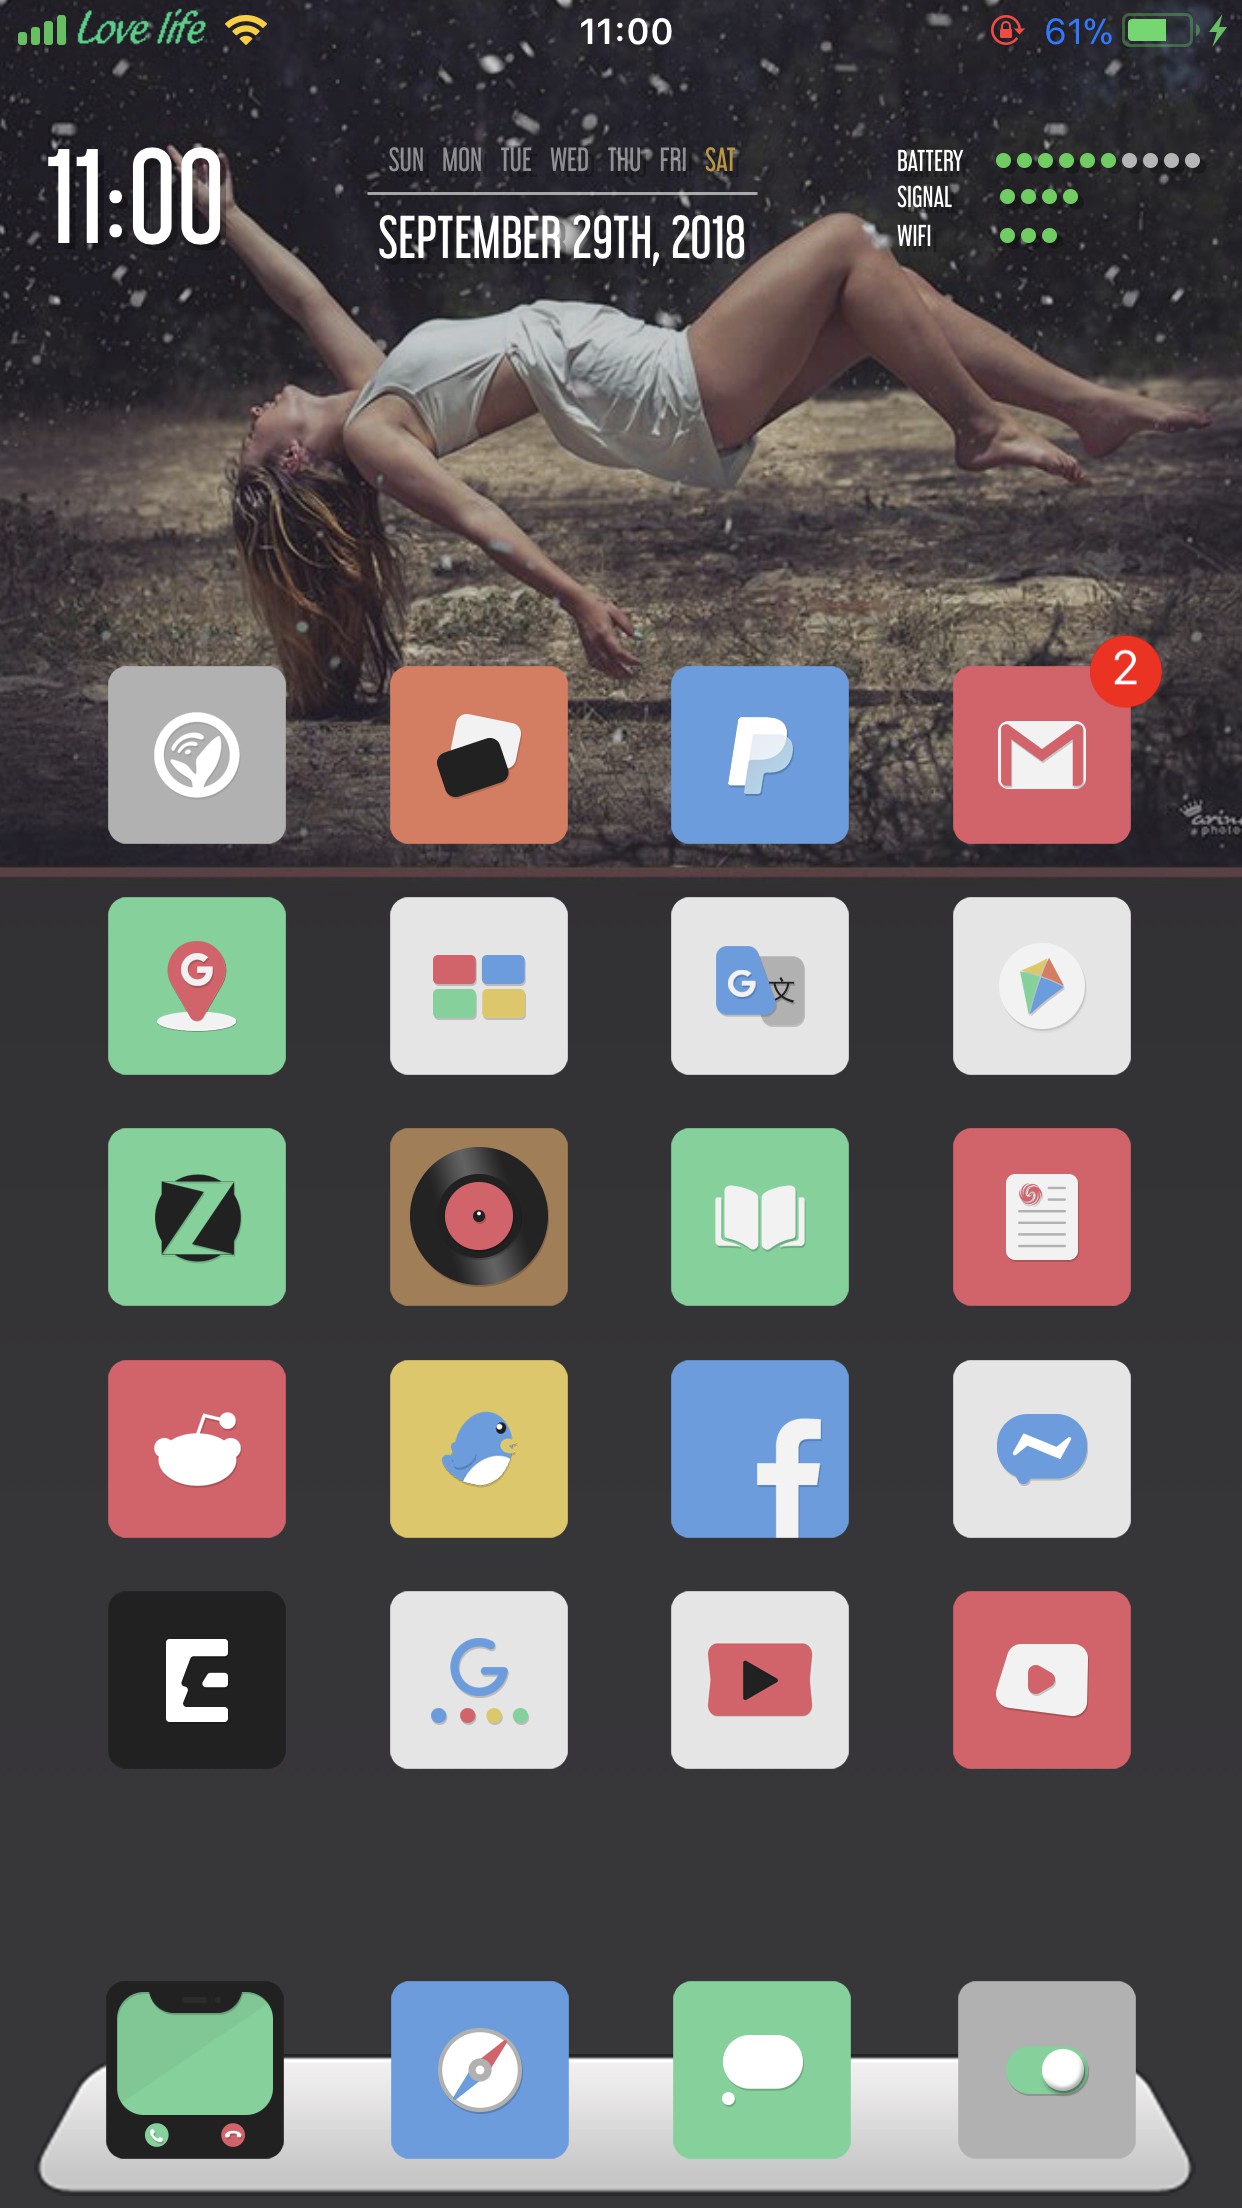 Love life 11:00 61%
11:00
SUN MON TUE WED THU FRI SAT
SEPTEMBER 29TH, 2018
BATTERY
SIGNAL
WIFI
2
G
G 文
Z
f
E
G
photo